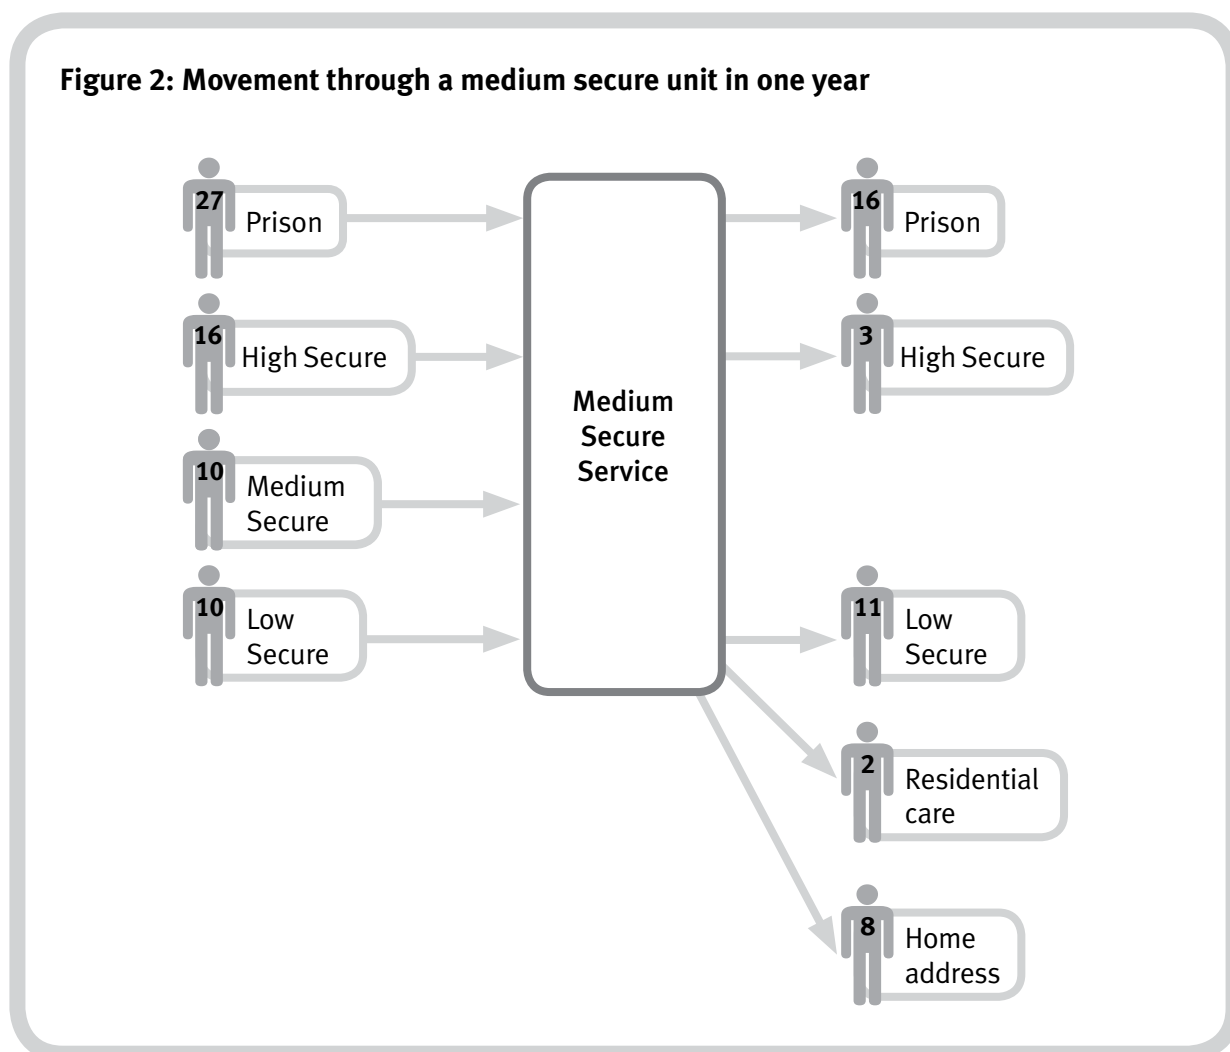 Figure 2: Movement through a medium secure unit in one year
27
Prison
16
High Secure
10
Medium
Secure
10
Low
Secure
Medium
Secure
Service
16
Prison
3
High Secure
11
Low
Secure
2
Residential
care
8
Home
address